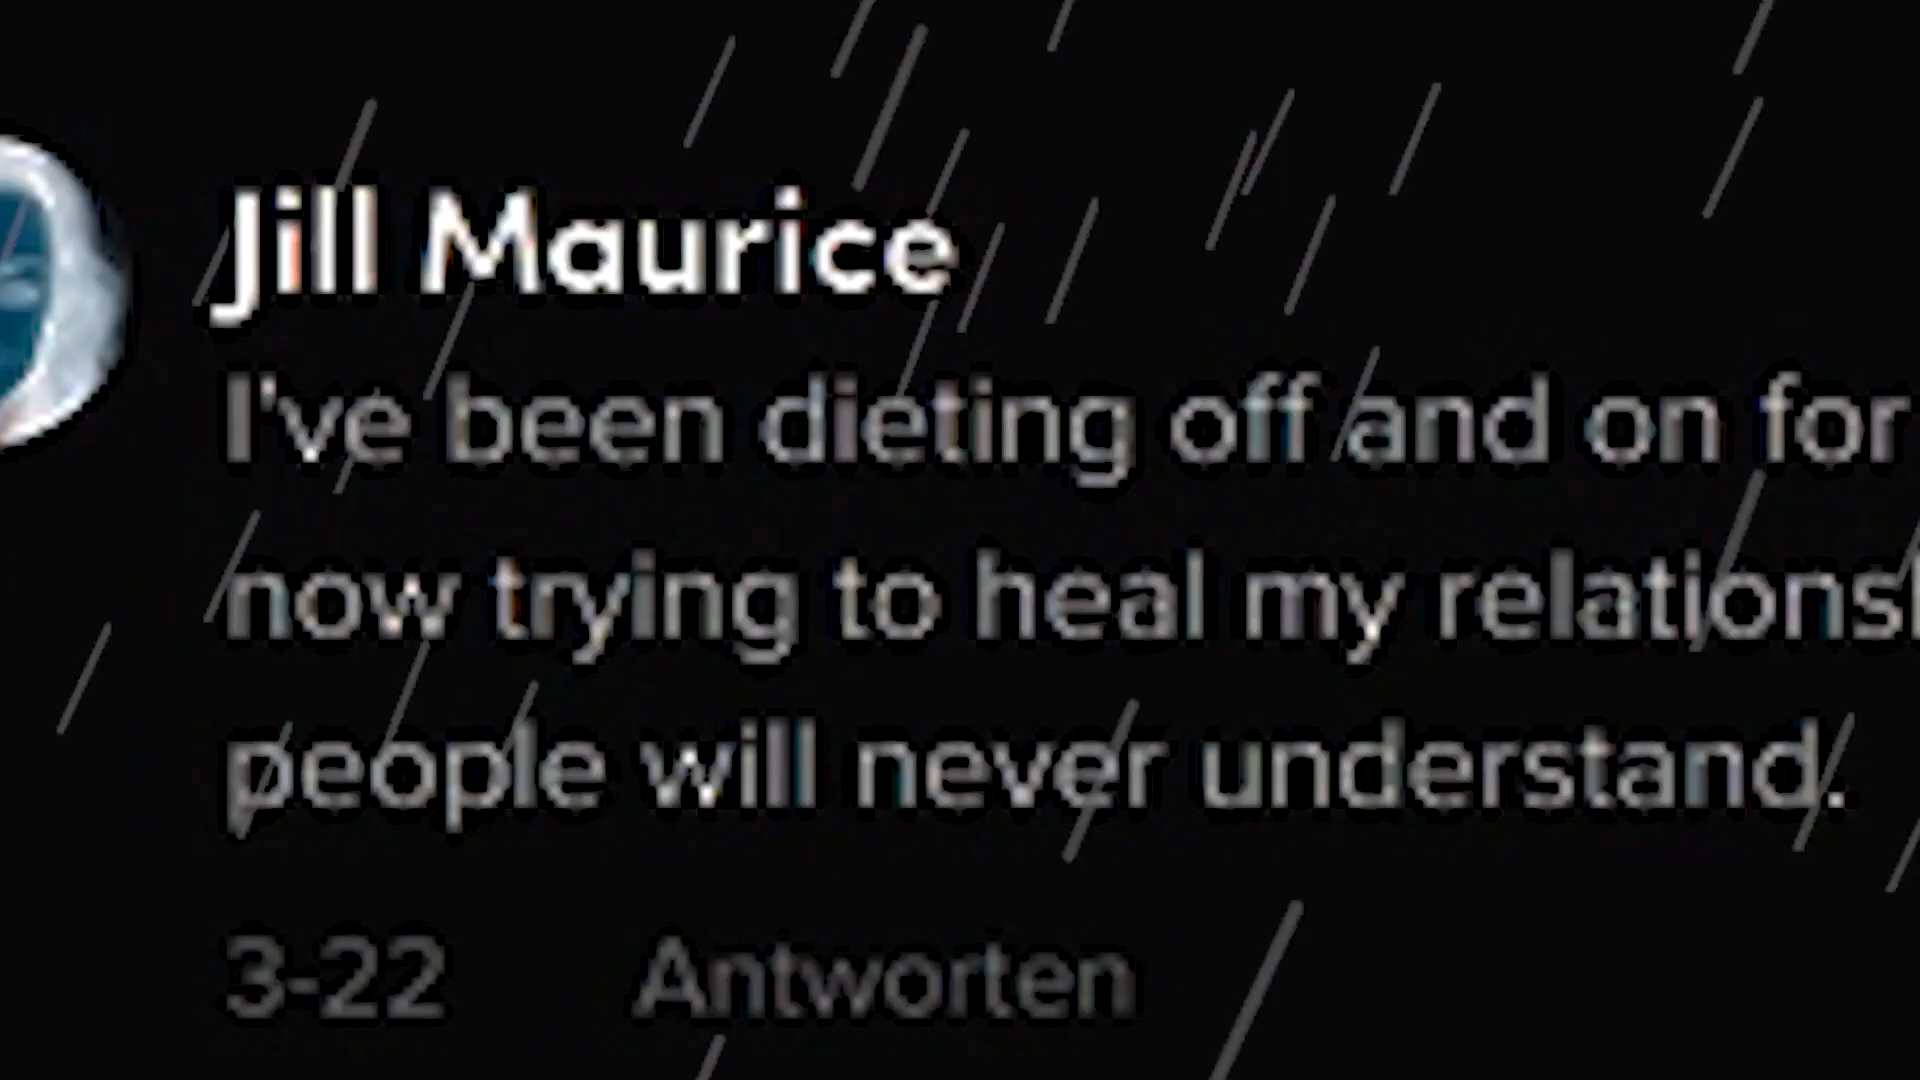 Jill Maurice
I've been dieting off and on for
now trying to heal my
people will never understand.
3-22 Antworten